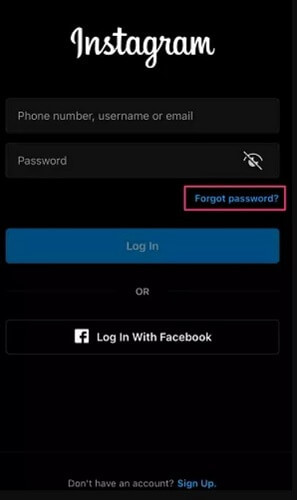 Instagram
Phone number, username or email
Password
Forgot password?
Log In
OR
Log In With Facebook
Don't have an account? Sign Up.